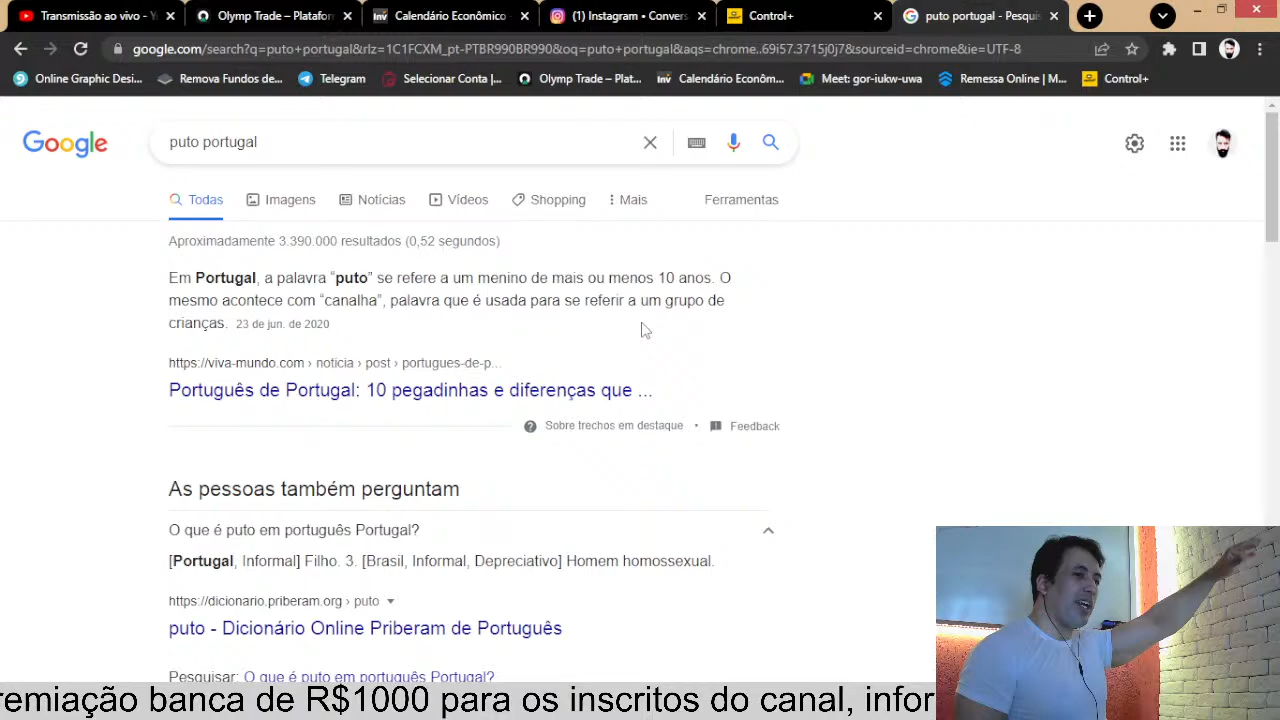 Transmissão ao vivo - Y
Olymp Trade – Platafor
Calendário Econômico -
(1) Instagram • Convers
Control+
puto portugal - Pesquis
google.com/search?q=puto+portugal&rlz=1C1FCXM_pt-PTBR990BR990&oq=puto+portugal&aqs=chrome..69i57.3715j0j7&sourceid=chrome&ie=UTF-8
Online Graphic Desi...
Remova Fundos de...
Telegram
Selecionar Conta |...
Olymp Trade – Plat...
Calendário Econôm...
Meet: gor-iukw-uwa
Remessa Online | M...
Control+
Google
puto portugal
Todas
Imagens
Notícias
Vídeos
Shopping
Mais
Ferramentas
Aproximadamente 3.390.000 resultados (0,52 segundos)
Em Portugal, a palavra “puto” se refere a um menino de mais ou menos 10 anos. O
mesmo acontece com “canalha”, palavra que é usada para se referir a um grupo de
crianças. 23 de jun. de 2020
https://viva-mundo.com › noticia › post › portugues-de-p...
Português de Portugal: 10 pegadinhas e diferenças que ...
Sobre trechos em destaque • Feedback
As pessoas também perguntam
O que é puto em português Portugal?
[Portugal, Informal] Filho. 3. [Brasil, Informal, Depreciativo] Homem homossexual.
https://dicionario.priberam.org › puto
puto - Dicionário Online Priberam de Português
Pesquisar: O que é puto em português Portugal?
remiação banca de R$1000 para os inscritos do canal, infor